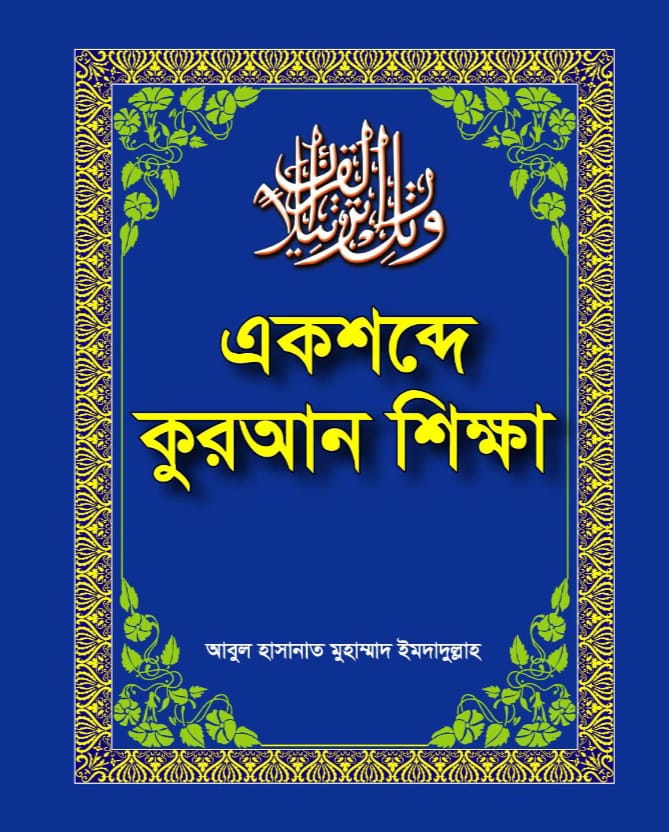 ورتل القرآن ترتيلا
একশব্দে
কুরআন শিক্ষা
আবুল হাসানাত মুহাম্মাদ ইমদাদুল্লাহ